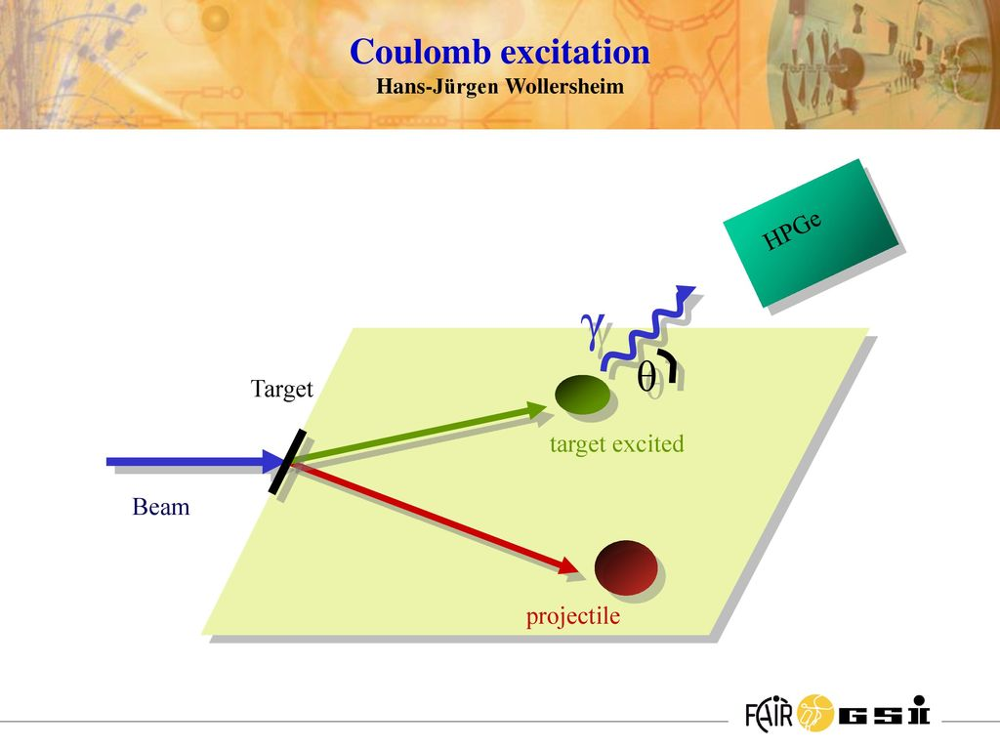 Coulomb excitation
Hans-Jürgen Wollersheim
HPGe
γ
θ
Target
target excited
Beam
projectile
FAIR GSI